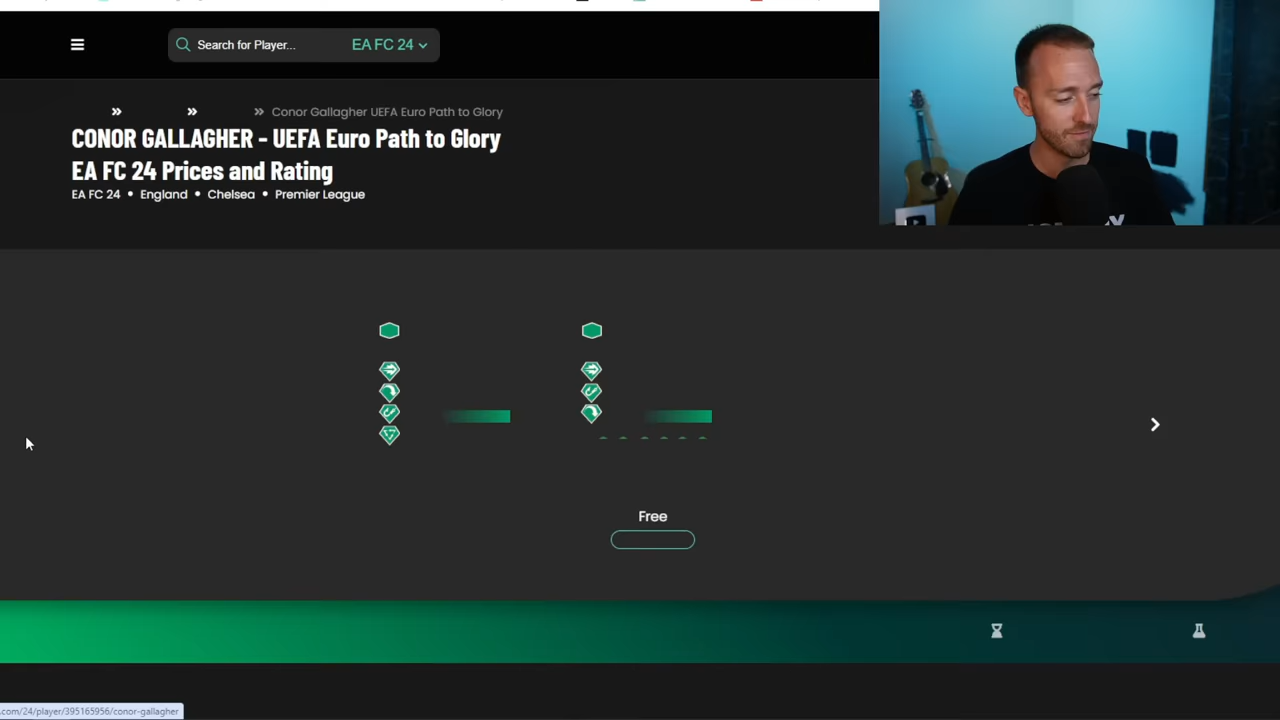 Search for Player...
EA FC 24
Conor Gallagher UEFA Euro Path to Glory
CONOR GALLAGHER - UEFA Euro Path to Glory
EA FC 24 Prices and Rating
EA FC 24 • England • Chelsea • Premier League
Free
.com/24/player/395165956/conor-gallagher